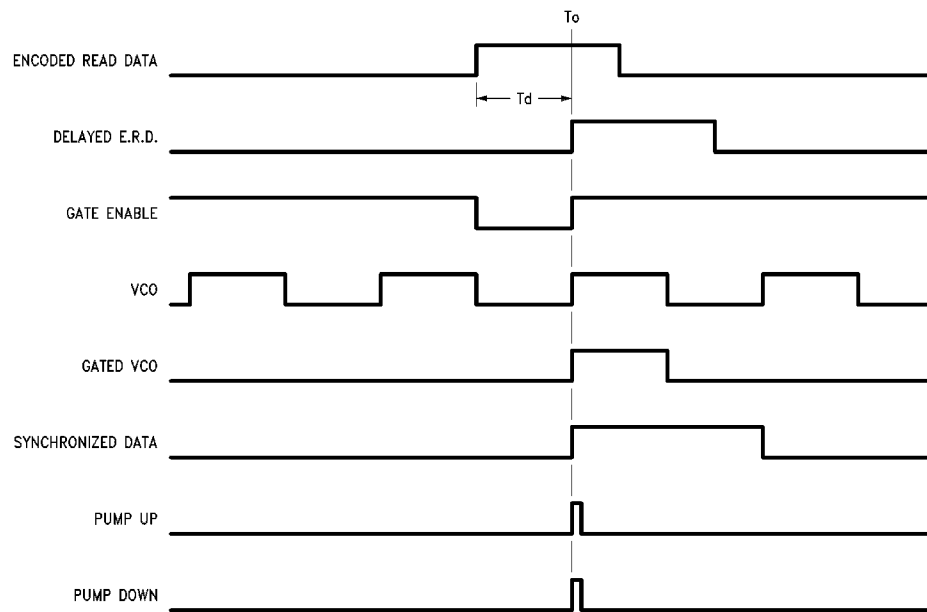 To
ENCODED READ DATA
Td
DELAYED E.R.D.
GATE ENABLE
VCO
GATED VCO
SYNCHRONIZED DATA
PUMP UP
PUMP DOWN